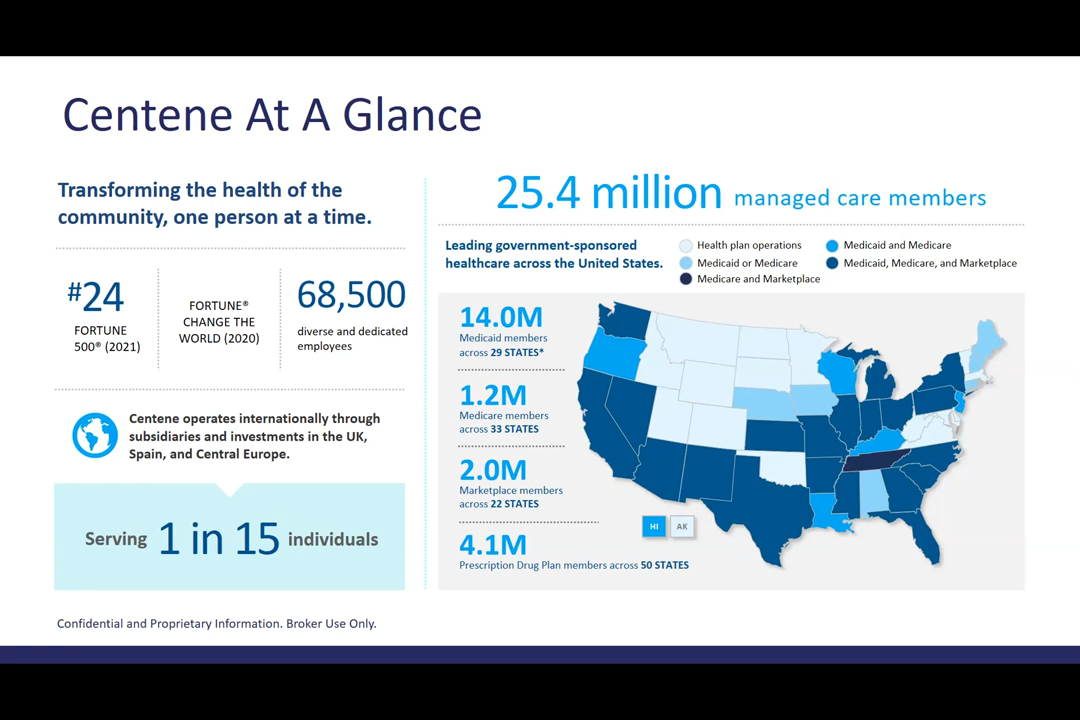 Centene At A Glance
Transforming the health of the
community, one person at a time.
#24
FORTUNE
500® (2021)
FORTUNE®
CHANGE THE
WORLD (2020)
68,500
diverse and dedicated
employees
Centene operates internationally through
subsidiaries and investments in the UK,
Spain, and Central Europe.
Serving 1 in 15 individuals
25.4 million managed care members
Leading government-sponsored
healthcare across the United States.
Health plan operations
Medicaid or Medicare
Medicare and Marketplace
Medicaid and Medicare
Medicaid, Medicare, and Marketplace
14.0M
Medicaid members
across 29 STATES*
1.2M
Medicare members
across 33 STATES
2.0M
Marketplace members
across 22 STATES
4.1M
Prescription Drug Plan members across 50 STATES
HI
AK
Confidential and Proprietary Information. Broker Use Only.